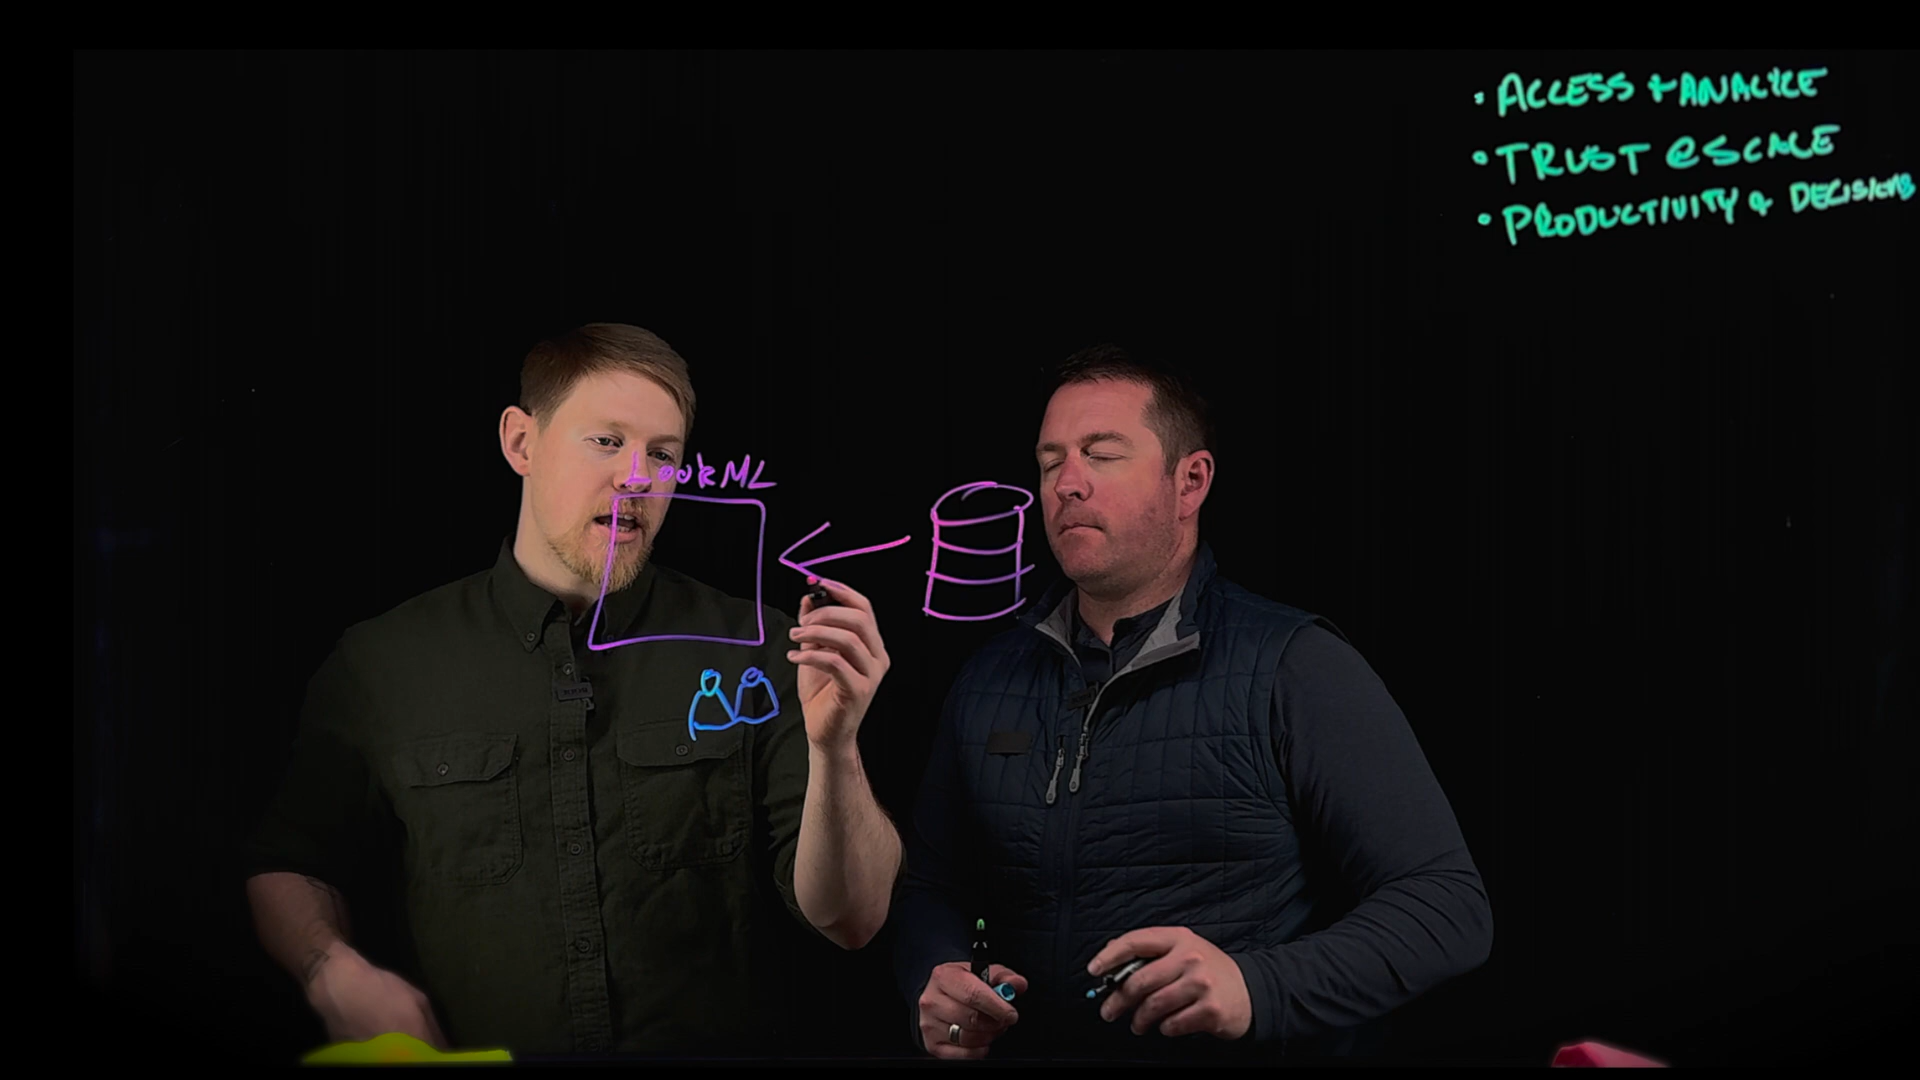 • ACCESS + ANALYZE
• TRUST @ SCALE
• PRODUCTIVITY & DECISIONS
LookML